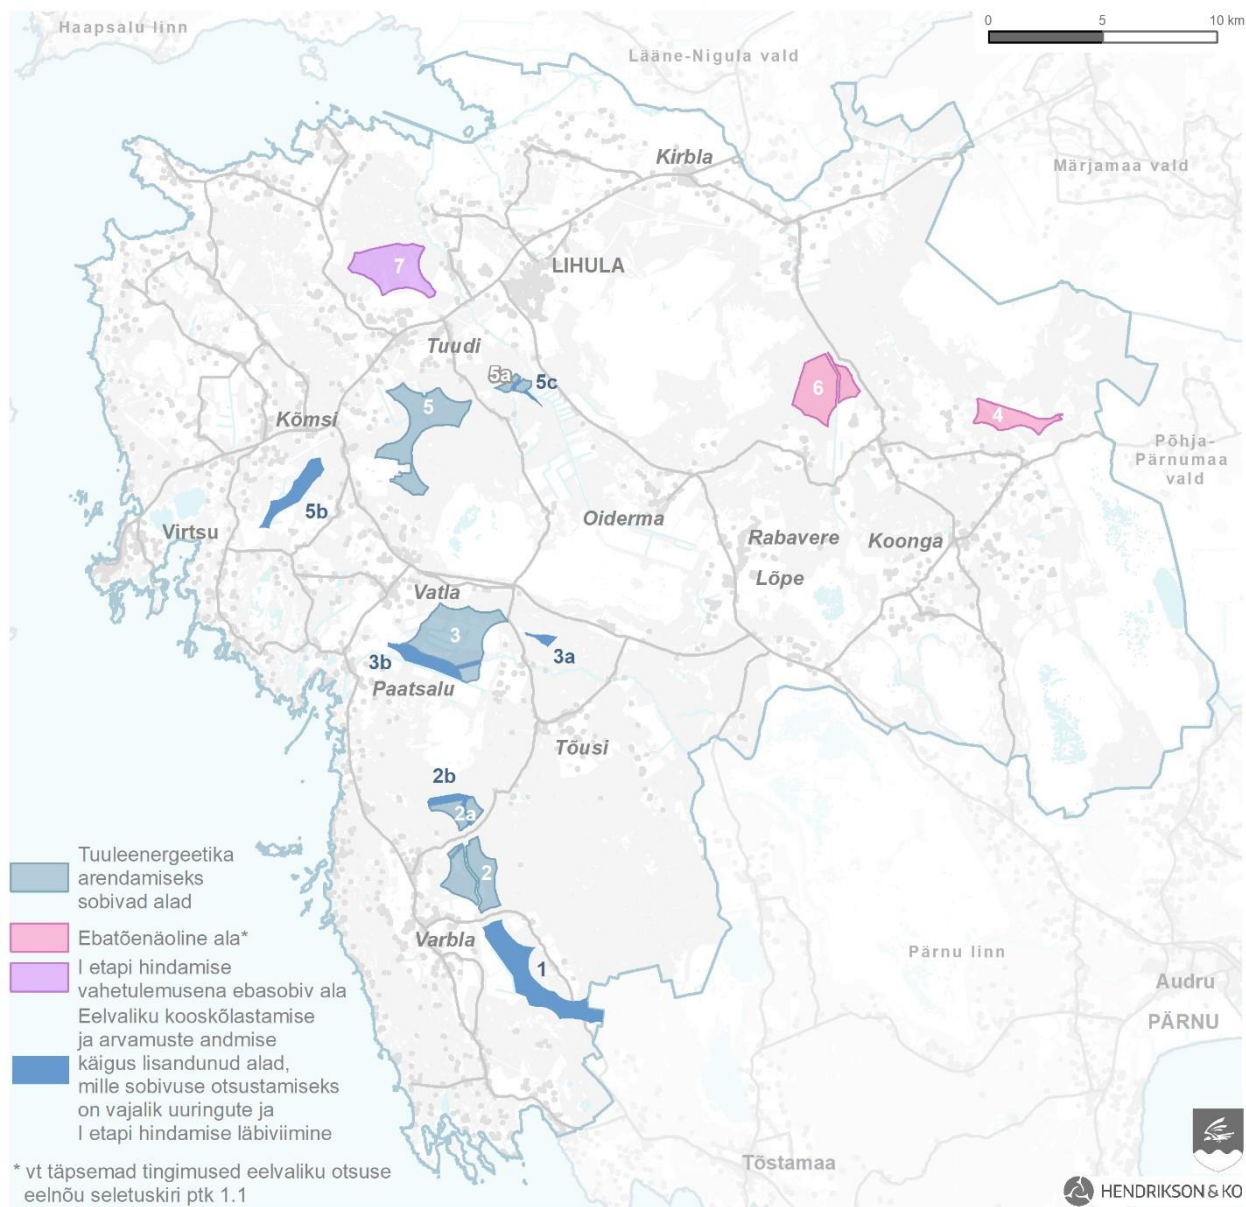 Haapsalu linn
0 5 10 km
Lääne-Nigula vald
Kirbla
Märjamaa vald
7
LIHULA
Tuudi
5a
5c
6
4
5
Kõmsi
Põhja-
Pärnumaa
vald
5b
Virtsu
Oiderma
Rabavere
Koonga
Lõpe
Vatla
3
3a
3b
Paatsalu
Tõusi
2b
2a
2
Varbla
1
Pärnu linn
Audru
PÄRNU
Tõstamaa
Tuuleenergeetika
arendamiseks
sobivad alad
Ebatõenäoline ala*
I etapi hindamise
vahetulemusena ebasobiv ala
Eelvaliku kooskõlastamise
ja arvamuste andmise
käigus lisandunud alad,
mille sobivuse otsustamiseks
on vajalik uuringute ja
I etapi hindamise läbiviimine
* vt täpsemad tingimused eelvaliku otsuse
eelnõu seletuskiri ptk 1.1
HENDRIKSON & KO